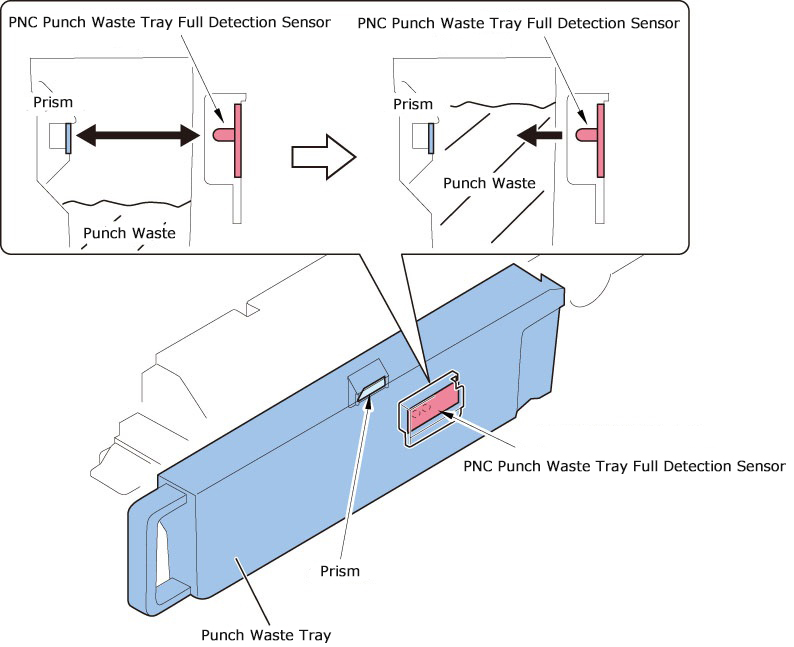 PNC Punch Waste Tray Full Detection Sensor
PNC Punch Waste Tray Full Detection Sensor
Prism
Prism
Punch Waste
Punch Waste
PNC Punch Waste Tray Full Detection Sensor
Prism
Punch Waste Tray